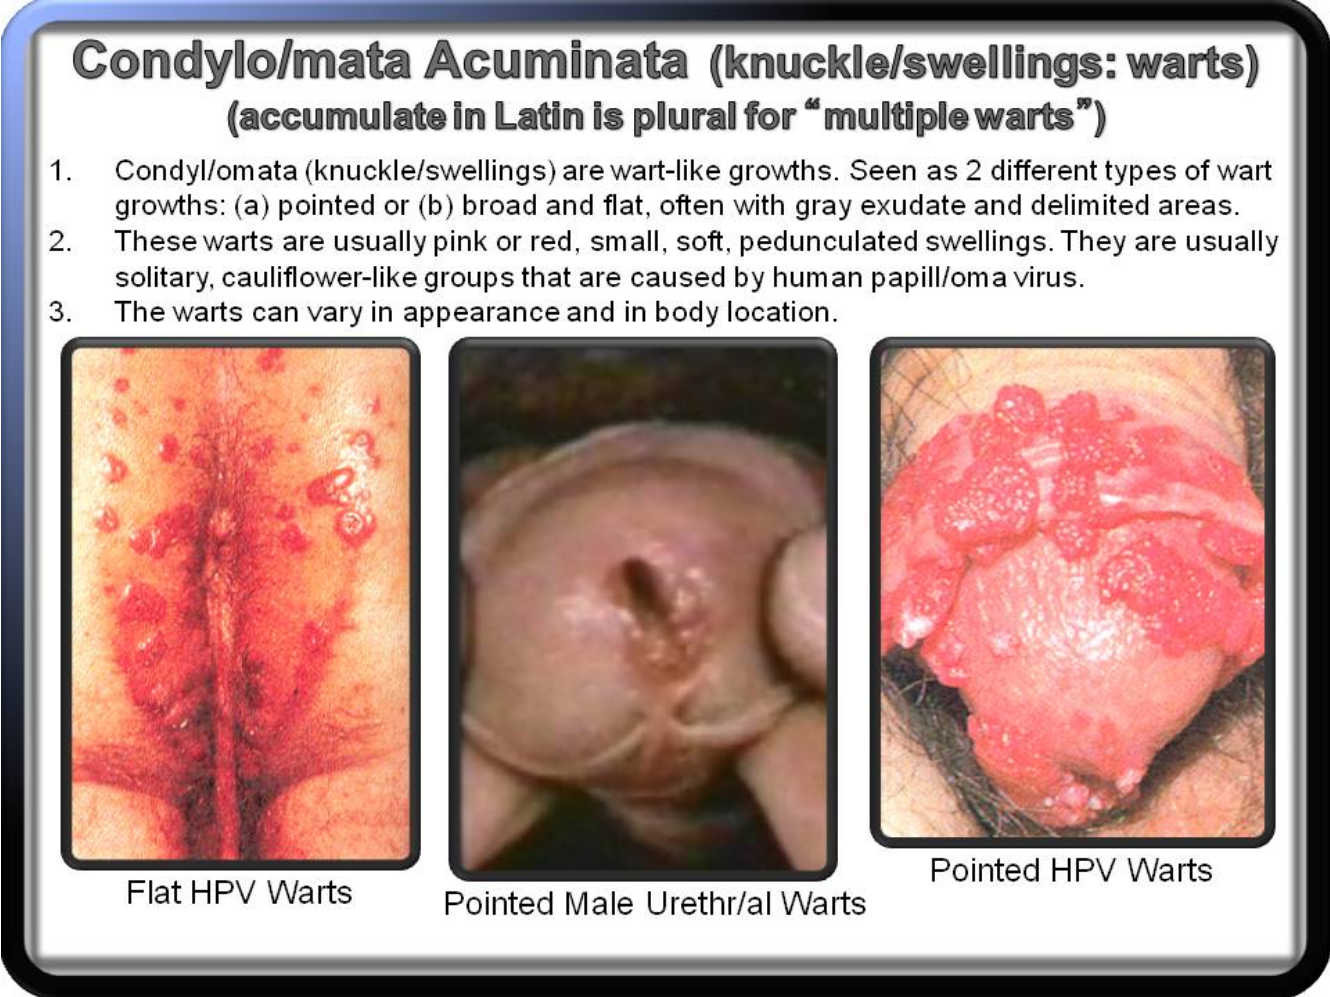 Condylo/mata Acuminata (knuckle/swellings: warts)
(accumulate in Latin is plural for “multiple warts”)
1. Condyl/omata (knuckle/swellings) are wart-like growths. Seen as 2 different types of wart
growths: (a) pointed or (b) broad and flat, often with gray exudate and delimited areas.
2. These warts are usually pink or red, small, soft, pedunculated swellings. They are usually
solitary, cauliflower-like groups that are caused by human papill/oma virus.
3. The warts can vary in appearance and in body location.
Flat HPV Warts
Pointed Male Urethr/al Warts
Pointed HPV Warts